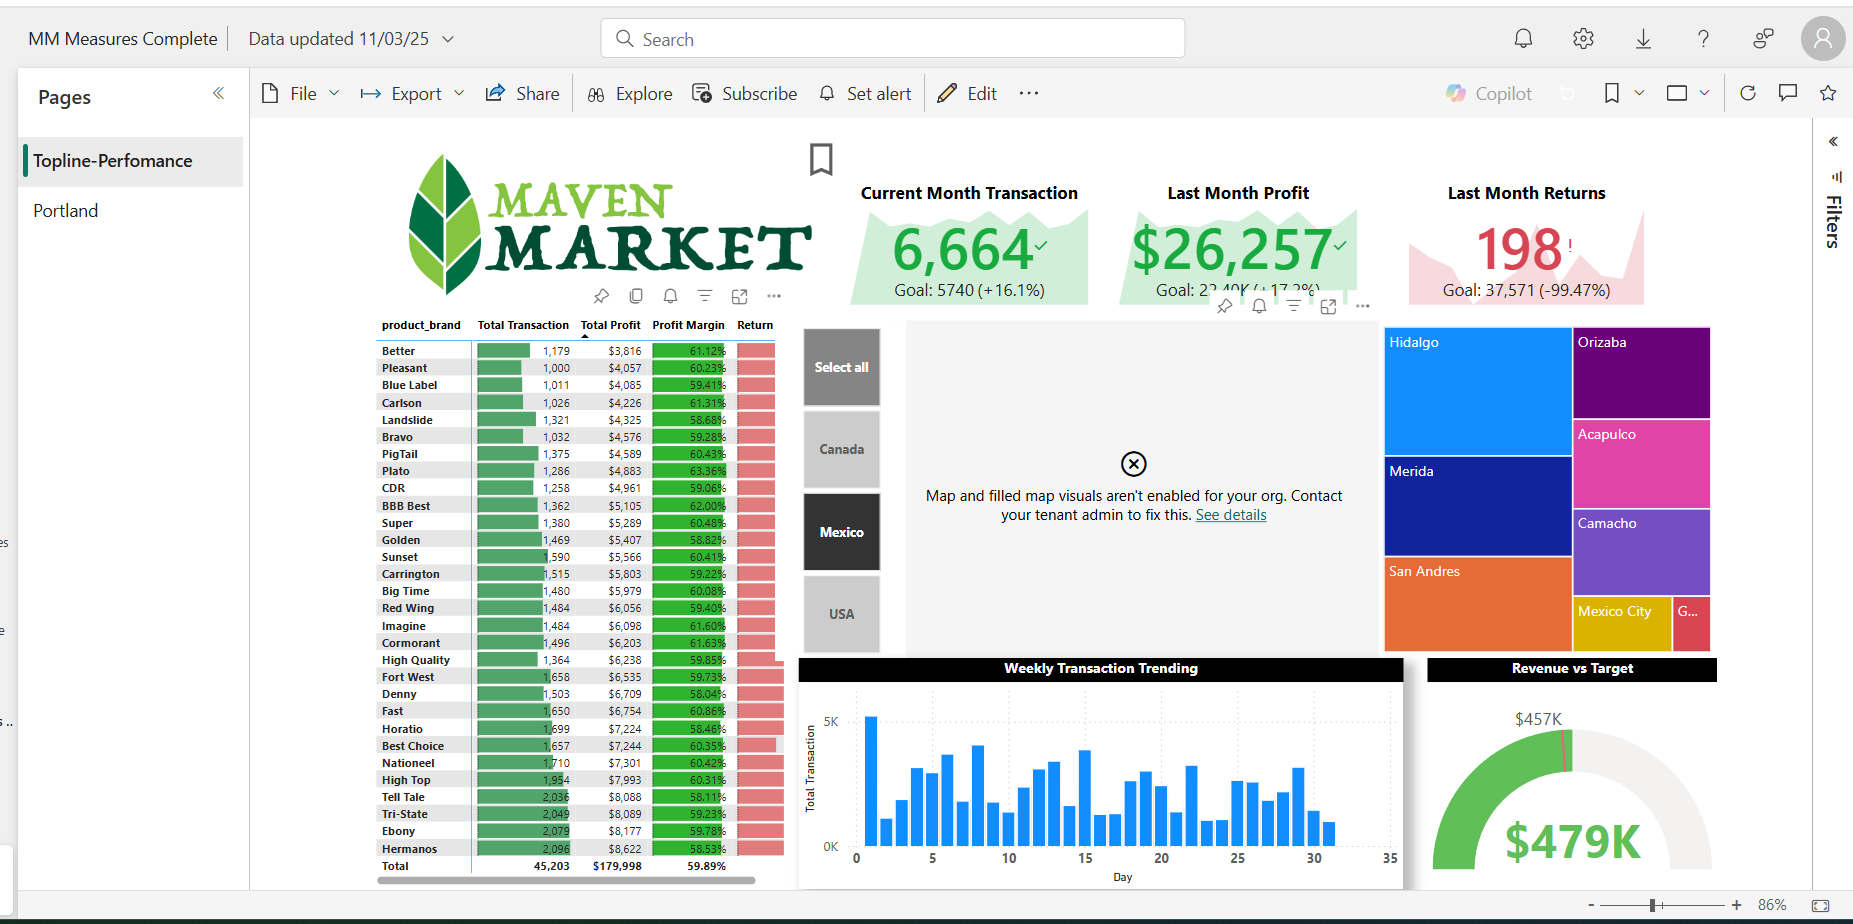 MM Measures Complete
Data updated 11/03/25
Search
Pages
File
Export
Share
Explore
Subscribe
Set alert
Edit
Copilot
Topline-Perfomance
Portland
Filters
MAVEN
MARKET
Current Month Transaction
6,664
Goal: 5740 (+16.1%)
Last Month Profit
$26,257
Goal: 22.40K
Last Month Returns
198 !
Goal: 37,571 (-99.47%)
product_brand Total Transaction Total Profit Profit Margin Return
Better 1,179 $3,816 61.12%
Pleasant 1,000 $4,057 60.23%
Blue Label 1,011 $4,085 59.41%
Carlson 1,026 $4,226 61.31%
Landslide 1,321 $4,325 58.68%
Bravo 1,032 $4,576 59.28%
PigTail 1,375 $4,589 60.43%
Plato 1,286 $4,883 63.36%
CDR 1,258 $4,961 59.06%
BBB Best 1,362 $5,105 62.00%
Super 1,380 $5,289 60.48%
Golden 1,469 $5,407 58.82%
Sunset 1,590 $5,566 60.41%
Carrington 1,515 $5,803 59.22%
Big Time 1,480 $5,979 60.08%
Red Wing 1,484 $6,056 59.40%
Imagine 1,484 $6,098 61.60%
Cormorant 1,496 $6,203 61.63%
High Quality 1,364 $6,238 59.85%
Fort West 1,658 $6,535 59.73%
Denny 1,503 $6,709 58.04%
Fast 1,650 $6,754 60.86%
Horatio 1,699 $7,224 58.46%
Best Choice 1,657 $7,244 60.35%
Nationeel 1,710 $7,301 60.42%
High Top 1,954 $7,993 60.31%
Tell Tale 2,036 $8,088 58.11%
Tri-State 2,049 $8,089 59.23%
Ebony 2,079 $8,177 59.78%
Hermanos 2,096 $8,622 58.53%
Total 45,203 $179,998 59.89%
Select all
Canada
Mexico
USA
Map and filled map visuals aren't enabled for your org. Contact
your tenant admin to fix this. See details
Hidalgo
Merida
San Andres
Orizaba
Acapulco
Camacho
Mexico City
G...
Weekly Transaction Trending
Total Transaction
5K
0K
0 5 10 15 20 25 30 35
Day
Revenue vs Target
$457K
$479K
86%